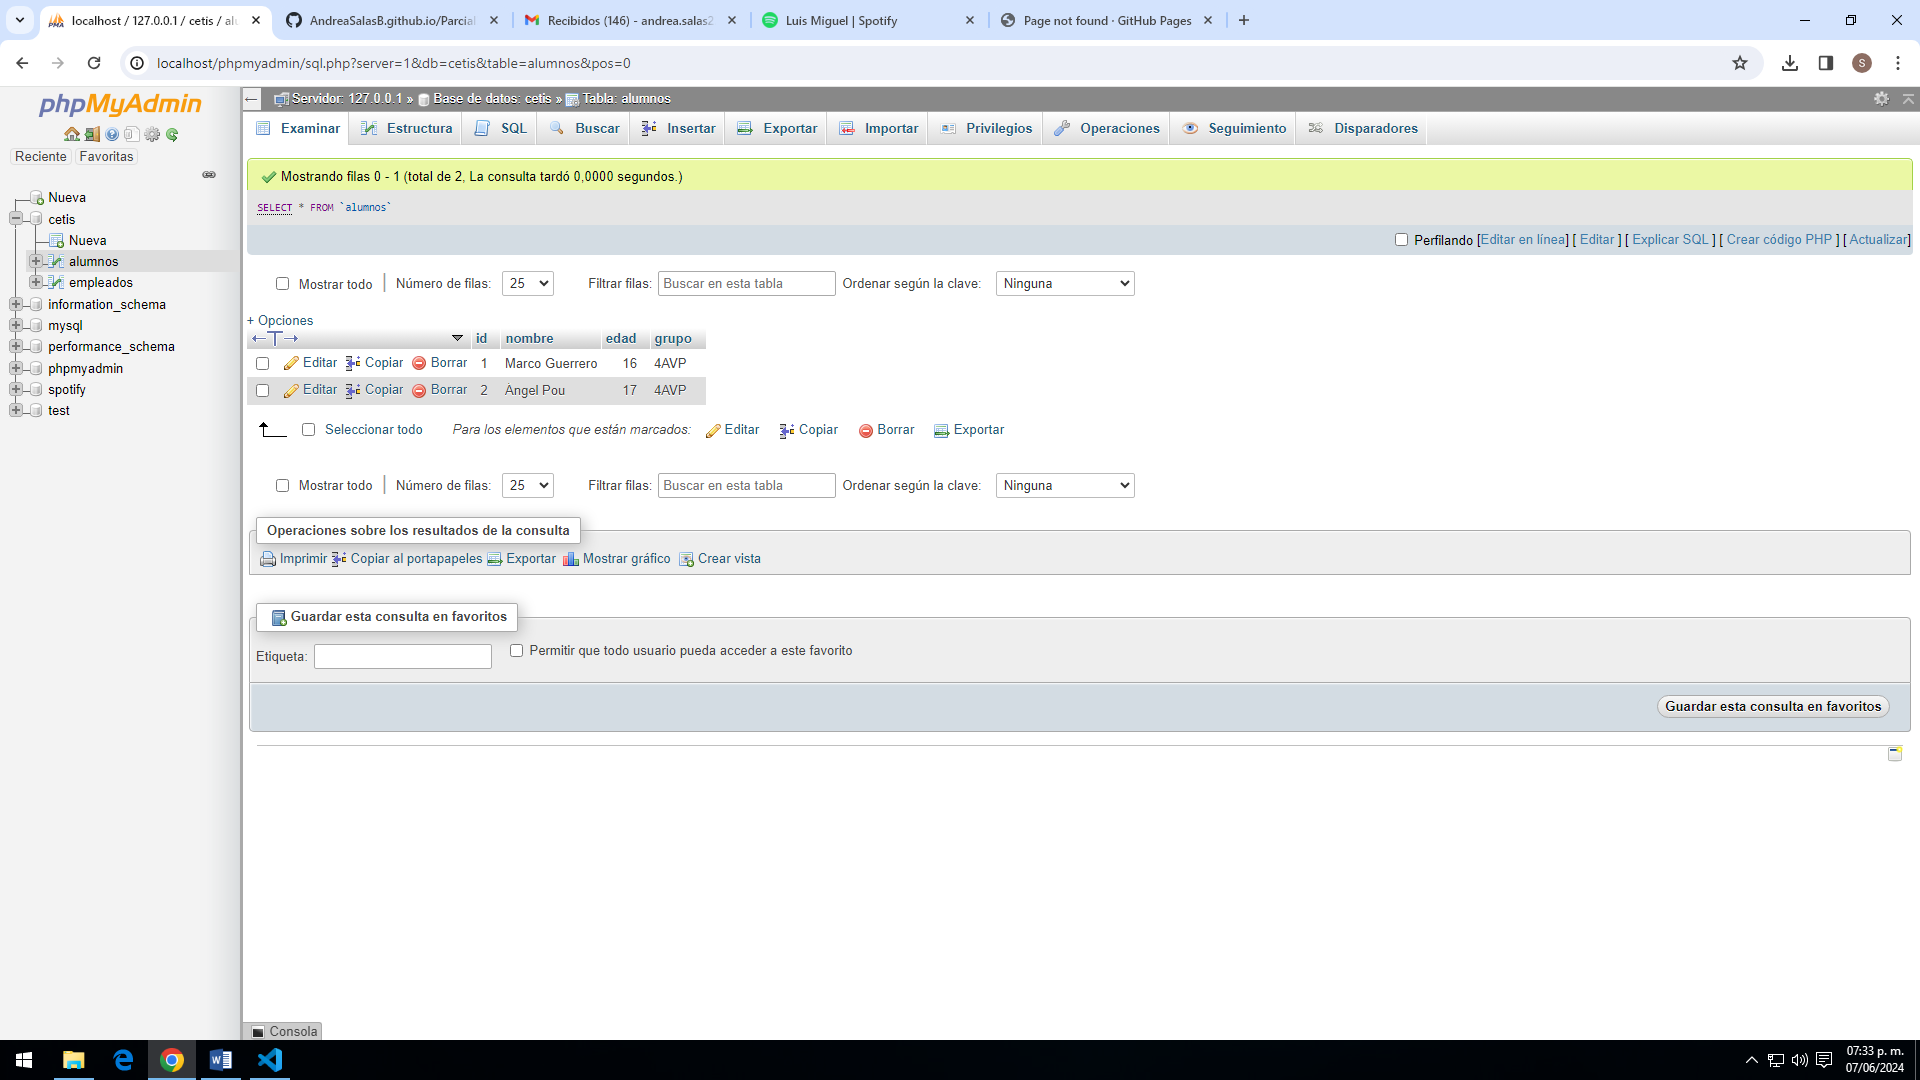 localhost / 127.0.0.1 / cetis / alu
AndreaSalasB.github.io/Parcial
Recibidos (146) - andrea.salas2
Luis Miguel | Spotify
Page not found · GitHub Pages
localhost/phpmyadmin/sql.php?server=1&db=cetis&table=alumnos&pos=0
S
phpMyAdmin
Reciente Favoritas
Nueva
cetis
Nueva
alumnos
empleados
information_schema
mysql
performance_schema
phpmyadmin
spotify
test
Servidor: 127.0.0.1 » Base de datos: cetis » Tabla: alumnos
Examinar Estructura SQL Buscar Insertar Exportar Importar Privilegios Operaciones Seguimiento Disparadores
Mostrando filas 0 - 1 (total de 2, La consulta tardó 0,0000 segundos.)
SELECT * FROM `alumnos`
Perfilando [Editar en línea] [ Editar ] [ Explicar SQL ] [ Crear código PHP ] [ Actualizar]
Mostrar todo | Número de filas: 25 Filtrar filas: Buscar en esta tabla Ordenar según la clave: Ninguna
+ Opciones
←T→ id nombre edad grupo
Editar Copiar Borrar 1 Marco Guerrero 16 4AVP
Editar Copiar Borrar 2 Ángel Pou 17 4AVP
Seleccionar todo Para los elementos que están marcados: Editar Copiar Borrar Exportar
Mostrar todo | Número de filas: 25 Filtrar filas: Buscar en esta tabla Ordenar según la clave: Ninguna
Operaciones sobre los resultados de la consulta
Imprimir Copiar al portapapeles Exportar Mostrar gráfico Crear vista
Guardar esta consulta en favoritos
Etiqueta: Permitir que todo usuario pueda acceder a este favorito
Guardar esta consulta en favoritos
Consola
07:33 p. m.
07/06/2024